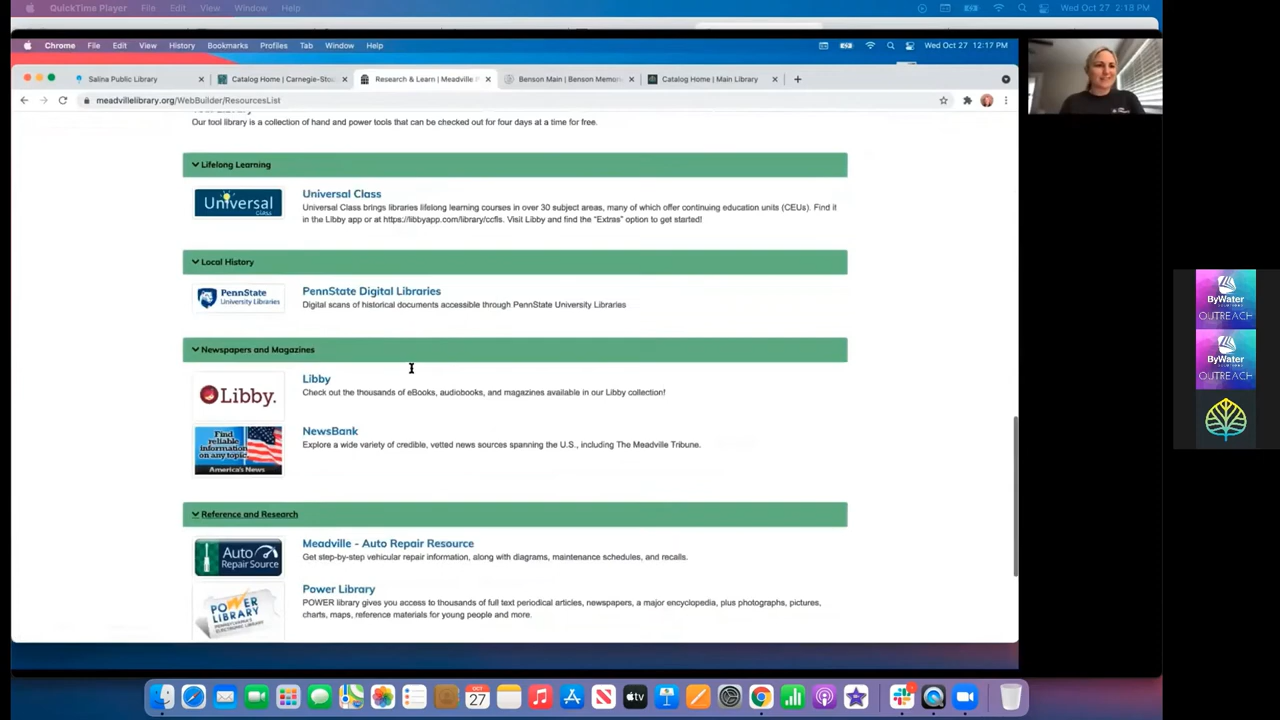 QuickTime Player File Edit View Window Help Wed Oct 27 2:18 PM
Chrome File Edit View History Bookmarks Profiles Tab Window Help Wed Oct 27 12:17 PM
Salina Public Library Catalog Home | Carnegie-Stou Research & Learn | Meadville P Benson Main | Benson Memor Catalog Home | Main Library
meadvillelibrary.org/WebBuilder/ResourcesList
Our tool library is a collection of hand and power tools that can be checked out for four days at a time for free.
Lifelong Learning
Universal Class
Universal Class
Universal Class brings libraries lifelong learning courses in over 30 subject areas, many of which offer continuing education units (CEUs). Find it
in the Libby app or at https://libbyapp.com/library/ccfls. Visit Libby and find the "Extras" option to get started!
Local History
PennState University Libraries
PennState Digital Libraries
Digital scans of historical documents accessible through PennState University Libraries
Newspapers and Magazines
Libby.
Libby
Check out the thousands of eBooks, audiobooks, and magazines available in our Libby collection!
Find reliable information on any topic.
America's News
NewsBank
Explore a wide variety of credible, vetted news sources spanning the U.S., including The Meadville Tribune.
Reference and Research
Auto Repair Source
Meadville - Auto Repair Resource
Get step-by-step vehicular repair information, along with diagrams, maintenance schedules, and recalls.
POWER LIBRARY
Power Library
POWER library gives you access to thousands of full text periodical articles, newspapers, a major encyclopedia, plus photographs, pictures,
charts, maps, reference materials for young people and more.
ByWater
OUTREACH
ByWater
OUTREACH
OCT
27
tv